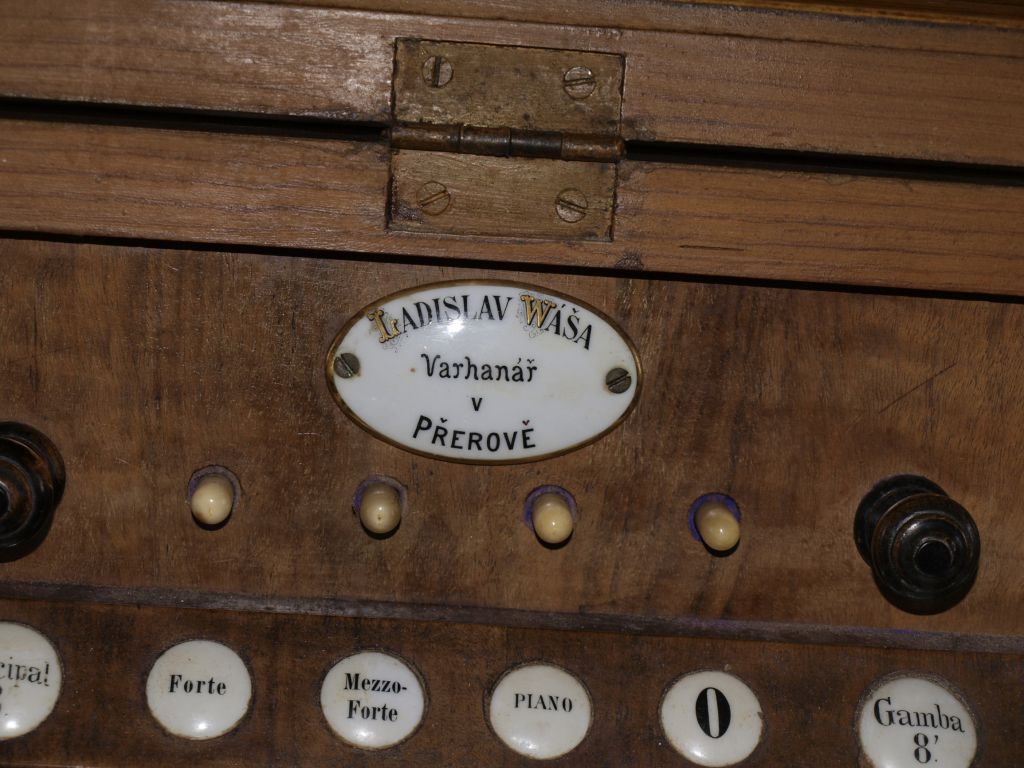 LADISLAV WÁŠA
Varhanář
v
PŘEROVĚ
Forte
Mezzo-
Forte
PIANO
0
Gamba
8'.